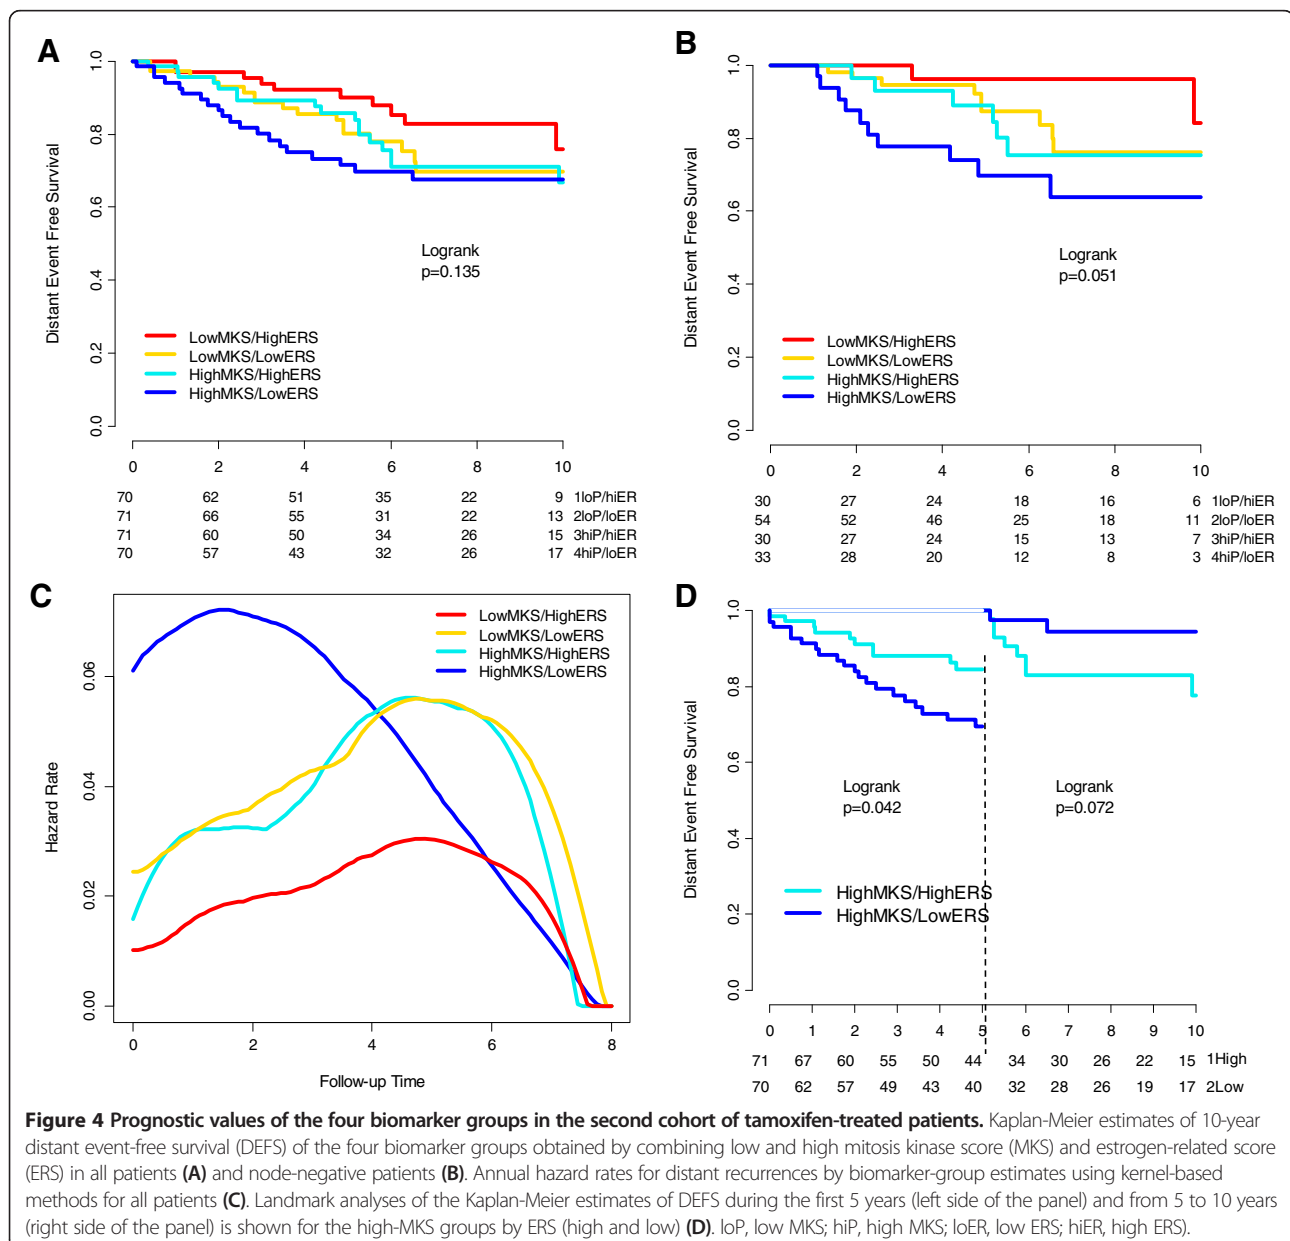 A
1.0
0.8
0.6
0.4
0.2
0.0
Distant Event Free Survival
Logrank
p=0.135
LowMKS/HighERS
LowMKS/LowERS
HighMKS/HighERS
HighMKS/LowERS
0 2 4 6 8 10
70 62 51 35 22 9 1loP/hiER
71 66 55 31 22 13 2loP/loER
71 60 50 34 26 15 3hiP/hiER
70 57 43 32 26 17 4hiP/loER
B
1.0
0.8
0.6
0.4
0.2
0.0
Distant Event Free Survival
Logrank
p=0.051
LowMKS/HighERS
LowMKS/LowERS
HighMKS/HighERS
HighMKS/LowERS
0 2 4 6 8 10
30 27 24 18 16 6 1loP/hiER
54 52 46 25 18 11 2loP/loER
30 27 24 15 13 7 3hiP/hiER
33 28 20 12 8 3 4hiP/loER
C
LowMKS/HighERS
LowMKS/LowERS
HighMKS/HighERS
HighMKS/LowERS
0.06
0.04
0.02
0.00
Hazard Rate
0 2 4 6 8
Follow-up Time
D
1.0
0.8
0.6
0.4
0.2
0.0
Distant Event Free Survival
Logrank
p=0.042
Logrank
p=0.072
HighMKS/HighERS
HighMKS/LowERS
0 1 2 3 4 5 6 7 8 9 10
71 67 60 55 50 44 34 30 26 22 15 1High
70 62 57 49 43 40 32 28 26 19 17 2Low
Figure 4 Prognostic values of the four biomarker groups in the second cohort of tamoxifen-treated patients. Kaplan-Meier estimates of 10-year
distant event-free survival (DEFS) of the four biomarker groups obtained by combining low and high mitosis kinase score (MKS) and estrogen-related score
(ERS) in all patients (A) and node-negative patients (B). Annual hazard rates for distant recurrences by biomarker-group estimates using kernel-based
methods for all patients (C). Landmark analyses of the Kaplan-Meier estimates of DEFS during the first 5 years (left side of the panel) and from 5 to 10 years
(right side of the panel) is shown for the high-MKS groups by ERS (high and low) (D). loP, low MKS; hiP, high MKS; loER, low ERS; hiER, high ERS).